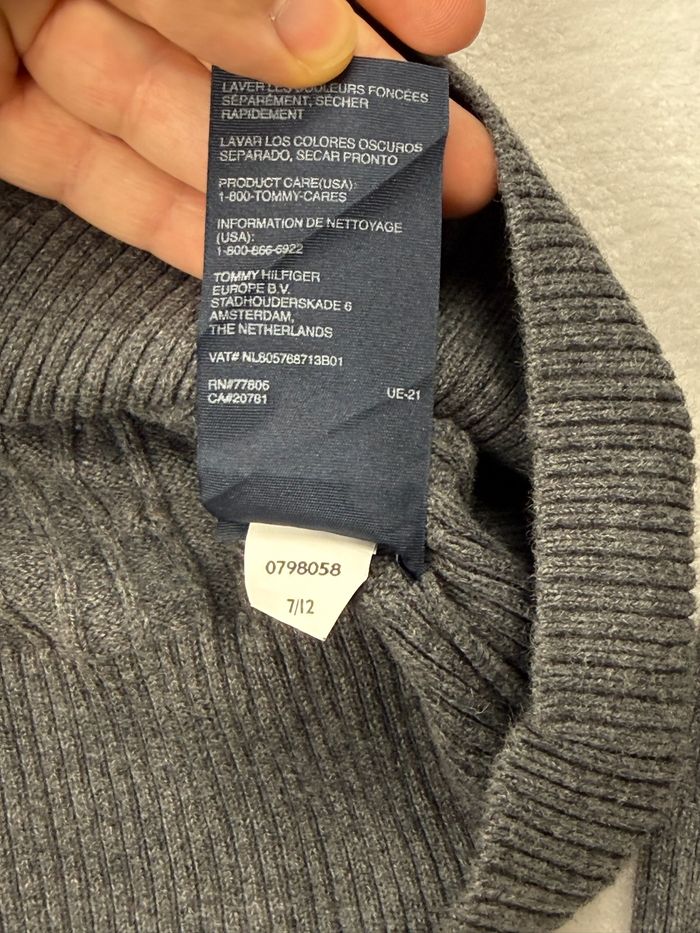 LAVER LES COULEURS FONCÉES
SÉPARÉMENT, SÉCHER
RAPIDEMENT
LAVAR LOS COLORES OSCUROS
SEPARADO, SECAR PRONTO
PRODUCT CARE(USA):
1-800-TOMMY-CARES
INFORMATION DE NETTOYAGE
(USA):
1-800-866-6922
TOMMY HILFIGER
EUROPE B.V.
STADHOUDERSKADE 6
AMSTERDAM,
THE NETHERLANDS
VAT# NL805768713B01
RN#77806
CA#20781
UE-21
0798058
7/12